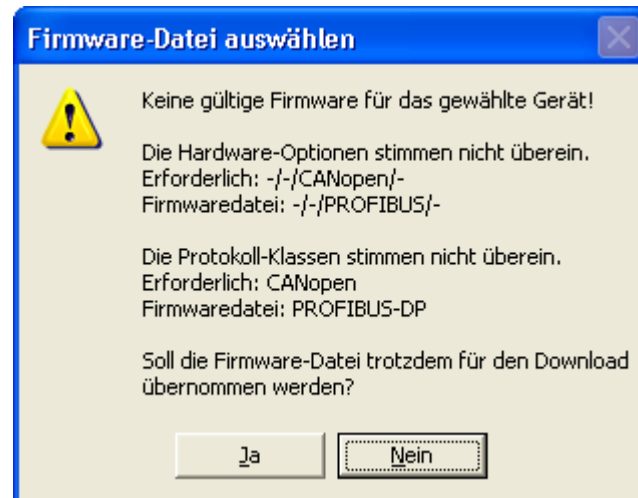 Firmware-Datei auswählen
Keine gültige Firmware für das gewählte Gerät!
Die Hardware-Optionen stimmen nicht überein.
Erforderlich: -/-/CANopen/-
Firmwaredatei: -/-/PROFIBUS/-
Die Protokoll-Klassen stimmen nicht überein.
Erforderlich: CANopen
Firmwaredatei: PROFIBUS-DP
Soll die Firmware-Datei trotzdem für den Download
übernommen werden?
Ja
Nein